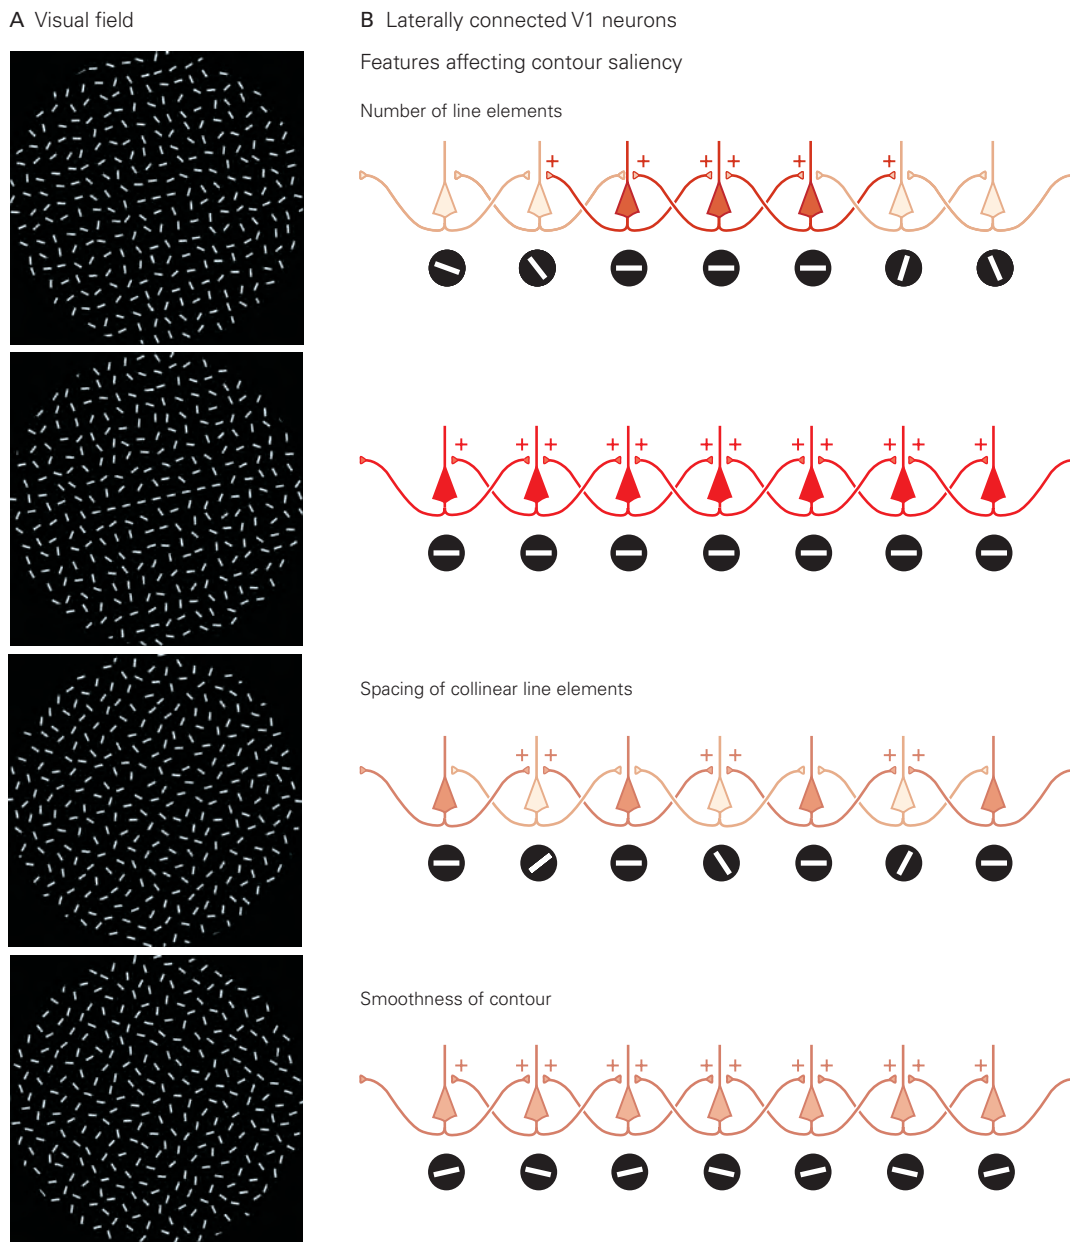 A Visual field
B Laterally connected V1 neurons
Features affecting contour saliency
Number of line elements
+ + + + + +
+ + + + + + + + + + + +
Spacing of collinear line elements
+ + + + + +
Smoothness of contour
+ + + + + + + + + + + +